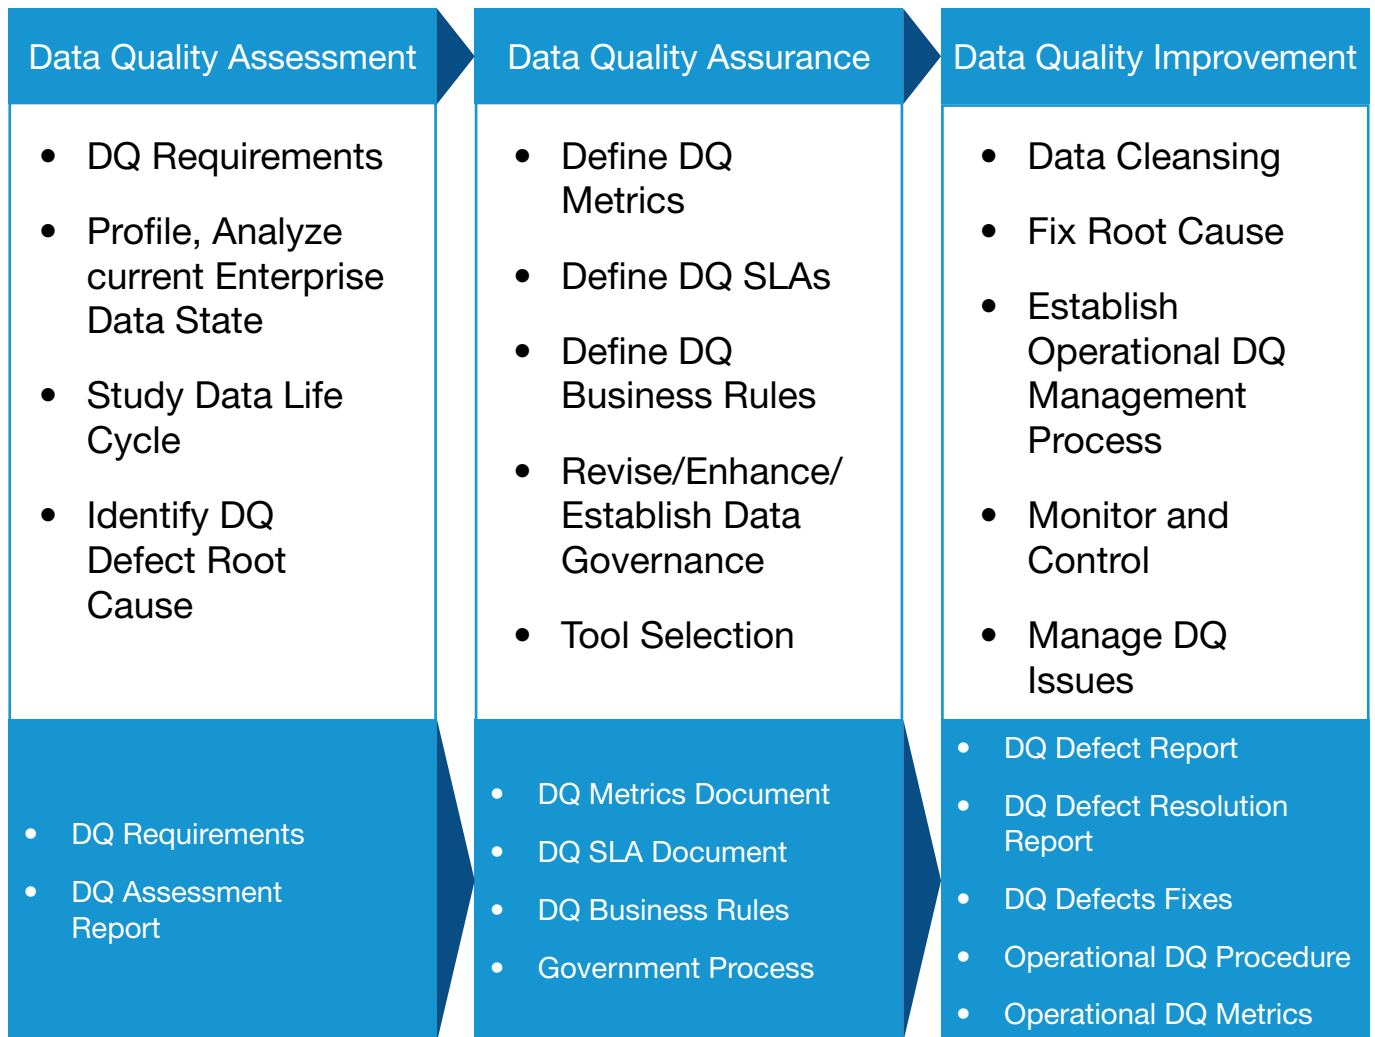 Data Quality Assessment
• DQ Requirements
• Profile, Analyze
current Enterprise
Data State
• Study Data Life
Cycle
• Identify DQ
Defect Root
Cause
• DQ Requirements
• DQ Assessment
Report
Data Quality Assurance
• Define DQ
Metrics
• Define DQ SLAs
• Define DQ
Business Rules
• Revise/Enhance/
Establish Data
Governance
• Tool Selection
• DQ Metrics Document
• DQ SLA Document
• DQ Business Rules
• Government Process
Data Quality Improvement
• Data Cleansing
• Fix Root Cause
• Establish
Operational DQ
Management
Process
• Monitor and
Control
• Manage DQ
Issues
• DQ Defect Report
• DQ Defect Resolution
Report
• DQ Defects Fixes
• Operational DQ Procedure
• Operational DQ Metrics